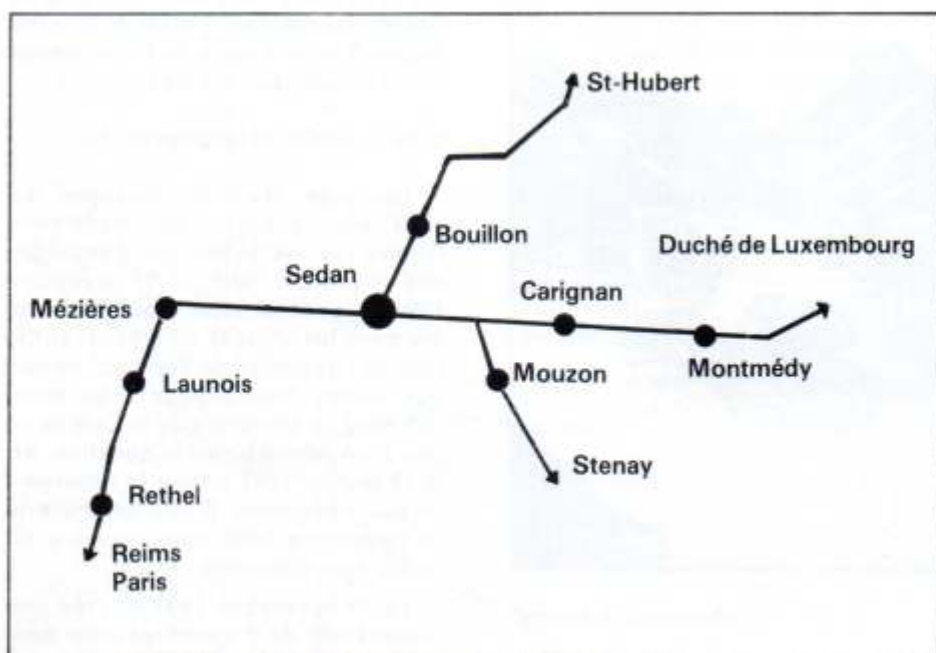 St-Hubert
Bouillon
Duché de Luxembourg
Sedan
Carignan
Mézières
Montmédy
Launois
Mouzon
Stenay
Rethel
Reims
Paris